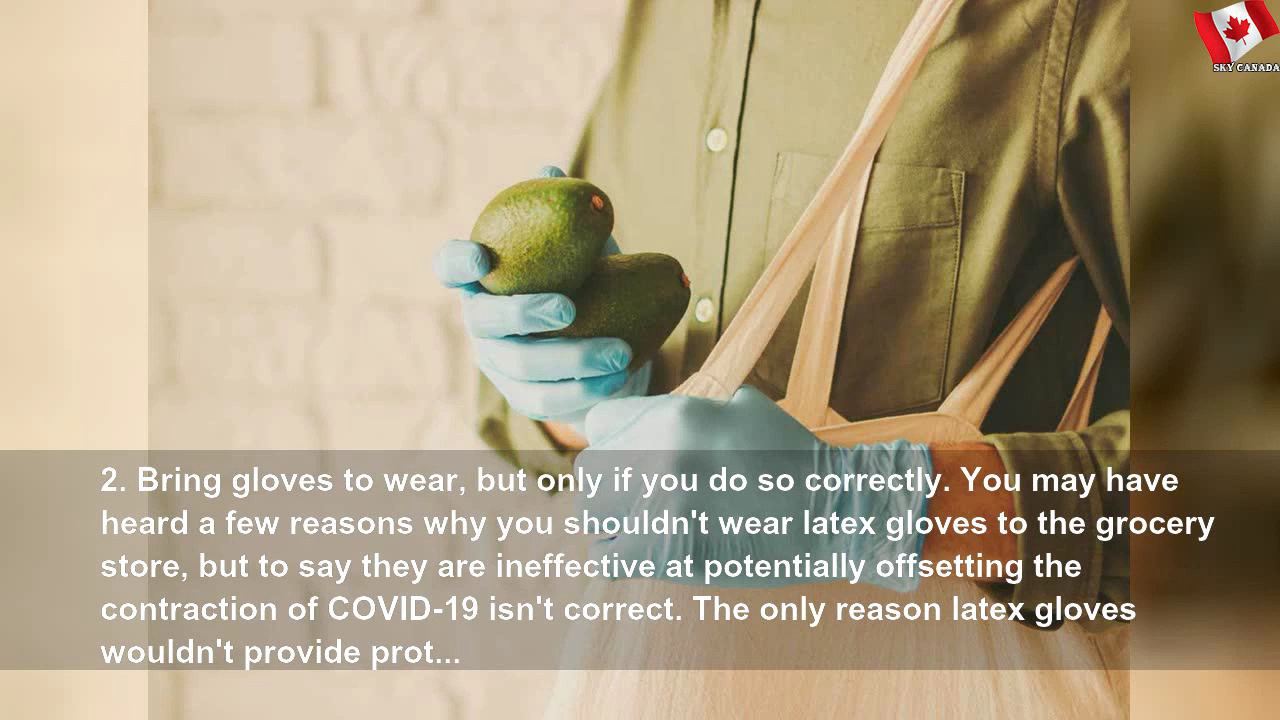 SKY CANADA
2. Bring gloves to wear, but only if you do so correctly. You may have
heard a few reasons why you shouldn't wear latex gloves to the grocery
store, but to say they are ineffective at potentially offsetting the
contraction of COVID-19 isn't correct. The only reason latex gloves
wouldn't provide prot...